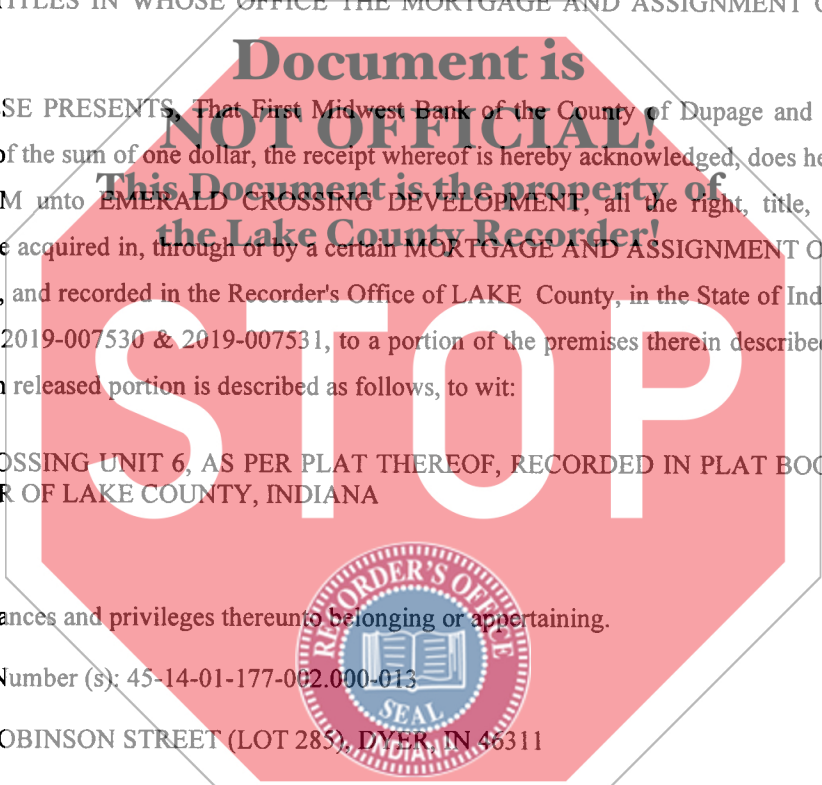 TITLES IN WHOSE OFFICE THE MORTGAGE AND ASSIGNMENT
Document is
SE PRESENTS, That First Midwest Bank of the County of Dupage and
NOT OFFICIAL!
of the sum of one dollar, the receipt whereof is hereby acknowledged, does he
This Document is the property of
M unto EMERALD CROSSING DEVELOPMENT, all the right, title,
the Lake County Recorder!
e acquired in, through or by a certain MORTGAGE AND ASSIGNMENT O
, and recorded in the Recorder's Office of LAKE County, in the State of Ind
2019-007530 & 2019-007531, to a portion of the premises therein describe
n released portion is described as follows, to wit:
STOP
OSSING UNIT 6, AS PER PLAT THEREOF, RECORDED IN PLAT BOO
R OF LAKE COUNTY, INDIANA
RECORDER'S OFFICE
ances and privileges thereunto belonging or appertaining.
Number (s): 45-14-01-177-002.000-013
SEAL
OBINSON STREET (LOT 285), DYER, IN 46311
INDIANA